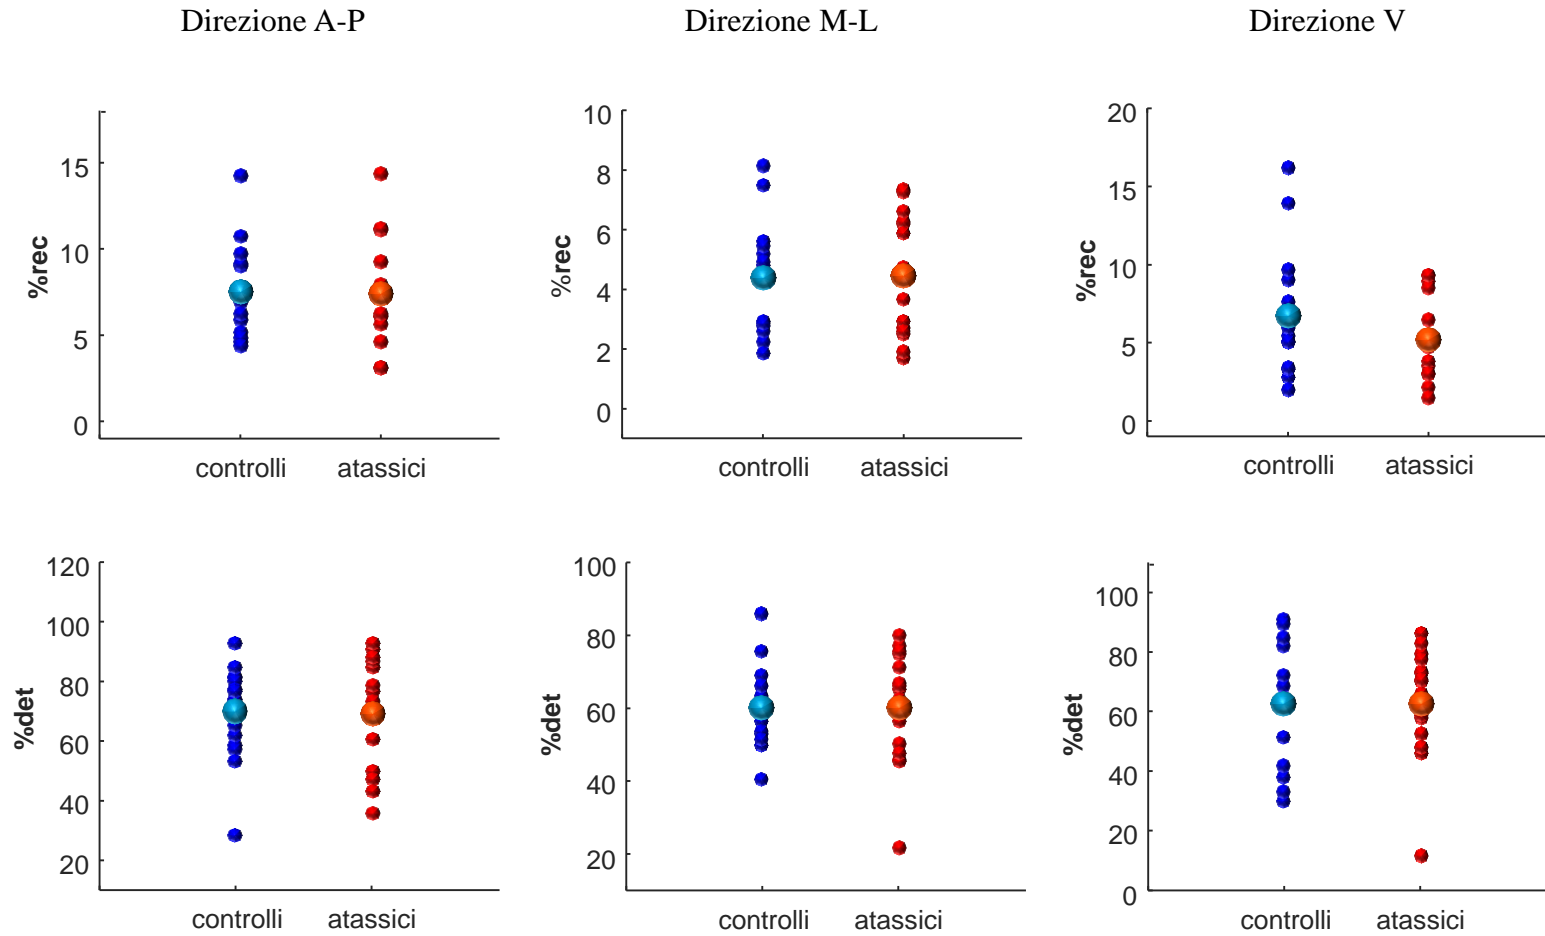 Direzione A-P
Direzione M-L
Direzione V
%rec
15
10
5
0
controlli atassici
%rec
10
8
6
4
2
0
controlli atassici
%rec
20
15
10
5
0
controlli atassici
%det
120
100
80
60
40
20
controlli atassici
%det
100
80
60
40
20
controlli atassici
%det
100
80
60
40
20
0
controlli atassici